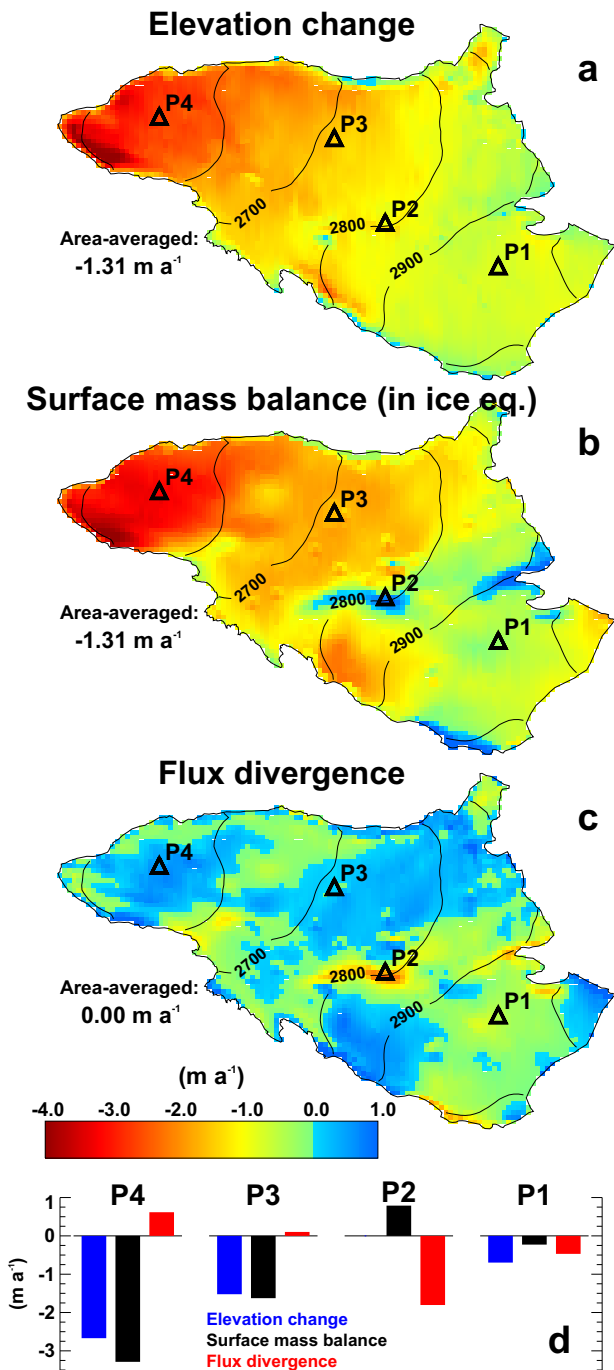 Elevation change
a
P4
P3
P2
P1
2700
2800
2900
Area-averaged:
-1.31 m a-1
Surface mass balance (in ice eq.)
b
P4
P3
P2
P1
2700
2800
2900
Area-averaged:
-1.31 m a-1
Flux divergence
c
P4
P3
P2
P1
2700
2800
2900
Area-averaged:
0.00 m a-1
(m a-1)
-4.0 -3.0 -2.0 -1.0 0.0 1.0
P4 P3 P2 P1
1
0
-1
-2
-3
(m a-1)
Elevation change
Surface mass balance
Flux divergence
d